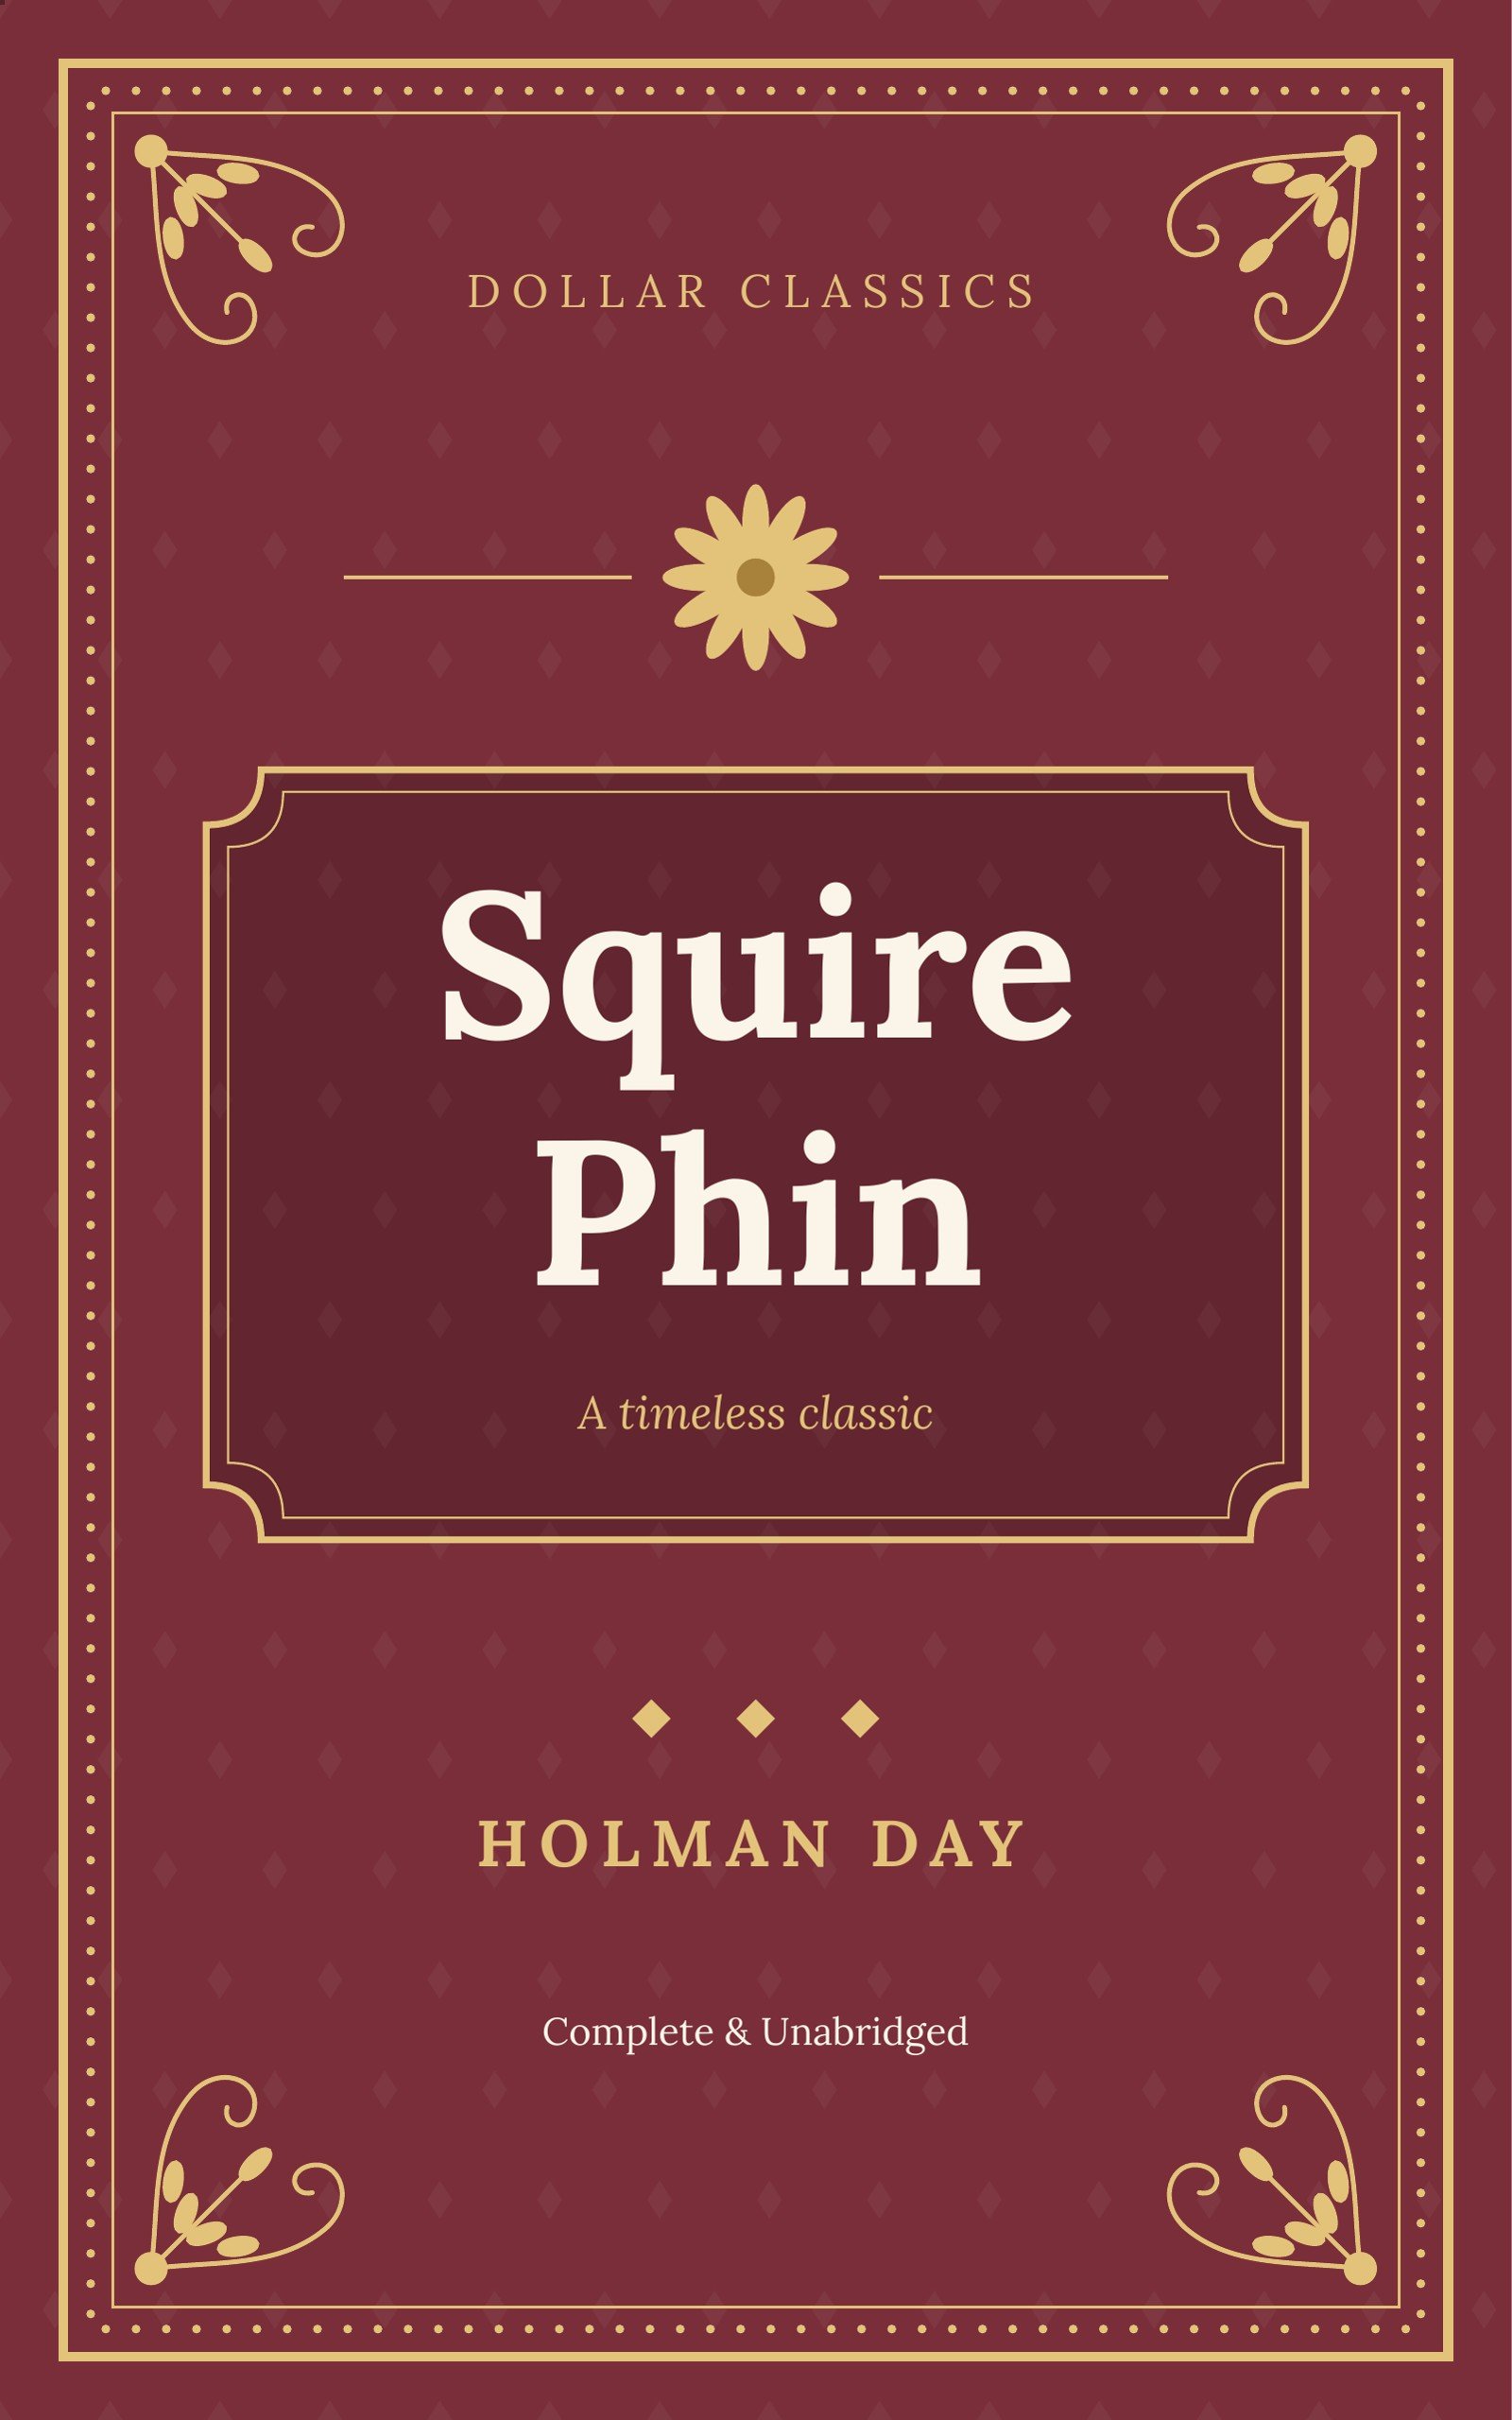 DOLLAR CLASSICS
Squire
Phin
A timeless classic
HOLMAN DAY
Complete & Unabridged